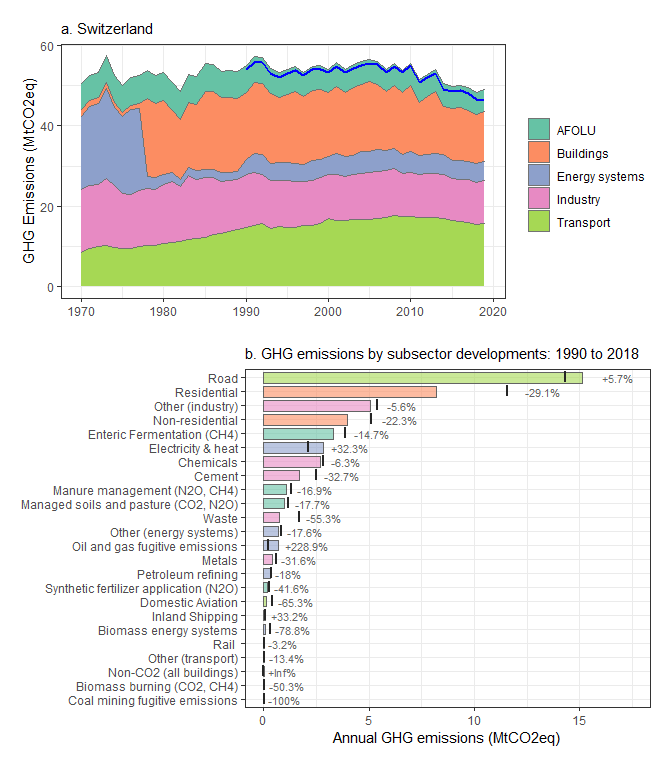 a. Switzerland
GHG Emissions (MtCO2eq)
60
40
20
0
1970
1980
1990
2000
2010
2020
AFOLU
Buildings
Energy systems
Industry
Transport
b. GHG emissions by subsector developments: 1990 to 2018
Road +5.7%
Residential -29.1%
Other (industry) -5.6%
Non-residential -22.3%
Enteric Fermentation (CH4) -14.7%
Electricity & heat +32.3%
Chemicals -6.3%
Cement -32.7%
Manure management (N2O, CH4) -16.9%
Managed soils and pasture (CO2, N2O) -17.7%
Waste -55.3%
Other (energy systems) -17.6%
Oil and gas fugitive emissions +228.9%
Metals -31.6%
Petroleum refining -18%
Synthetic fertilizer application (N2O) -41.6%
Domestic Aviation -65.3%
Inland Shipping +33.2%
Biomass energy systems -78.8%
Rail -3.2%
Other (transport) -13.4%
Non-CO2 (all buildings) +Inf%
Biomass burning (CO2, CH4) -50.3%
Coal mining fugitive emissions -100%
0
5
10
15
Annual GHG emissions (MtCO2eq)